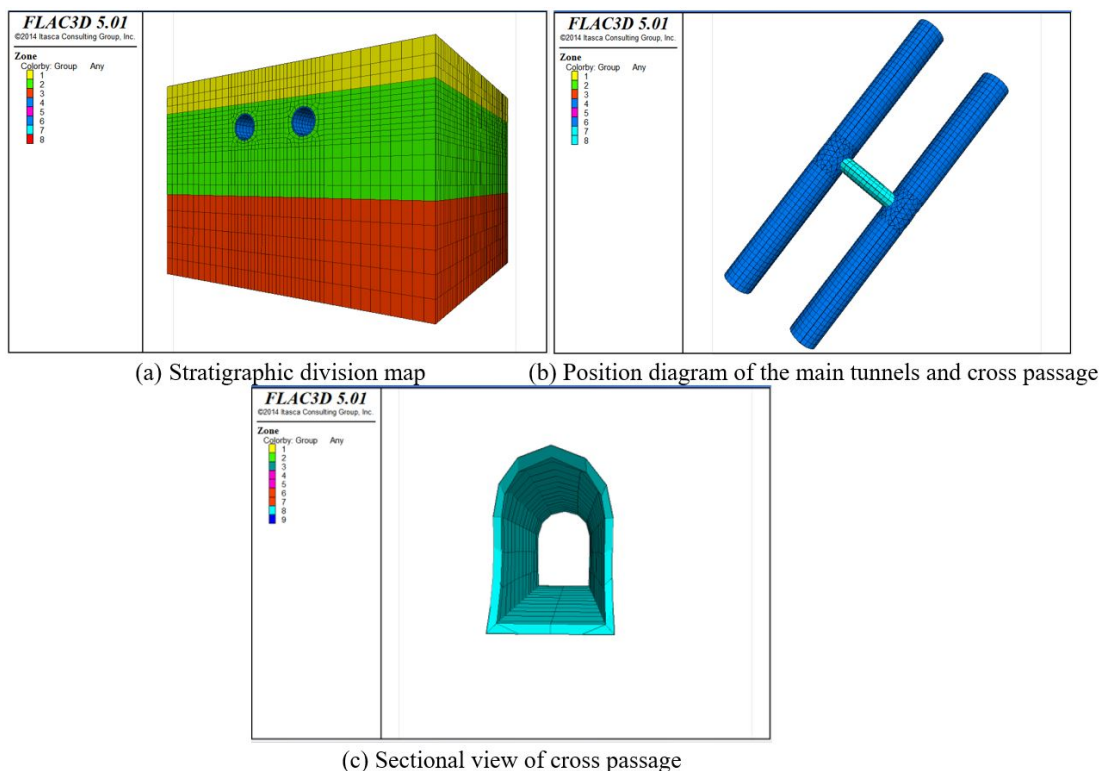 FLAC3D 5.01
©2014 Itasca Consulting Group, Inc.
Zone
Colorby: Group Any
1
2
3
4
5
6
7
8
FLAC3D 5.01
©2014 Itasca Consulting Group, Inc.
Zone
Colorby: Group Any
1
2
3
4
5
6
7
8
(a) Stratigraphic division map
(b) Position diagram of the main tunnels and cross passage
FLAC3D 5.01
©2014 Itasca Consulting Group, Inc.
Zone
Colorby: Group Any
1
2
3
4
5
6
7
8
9
(c) Sectional view of cross passage